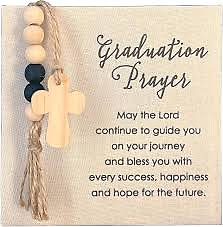 Graduation
Prayer
May the Lord
continue to guide you
on your journey
and bless you with
every success, happiness
and hope for the future.